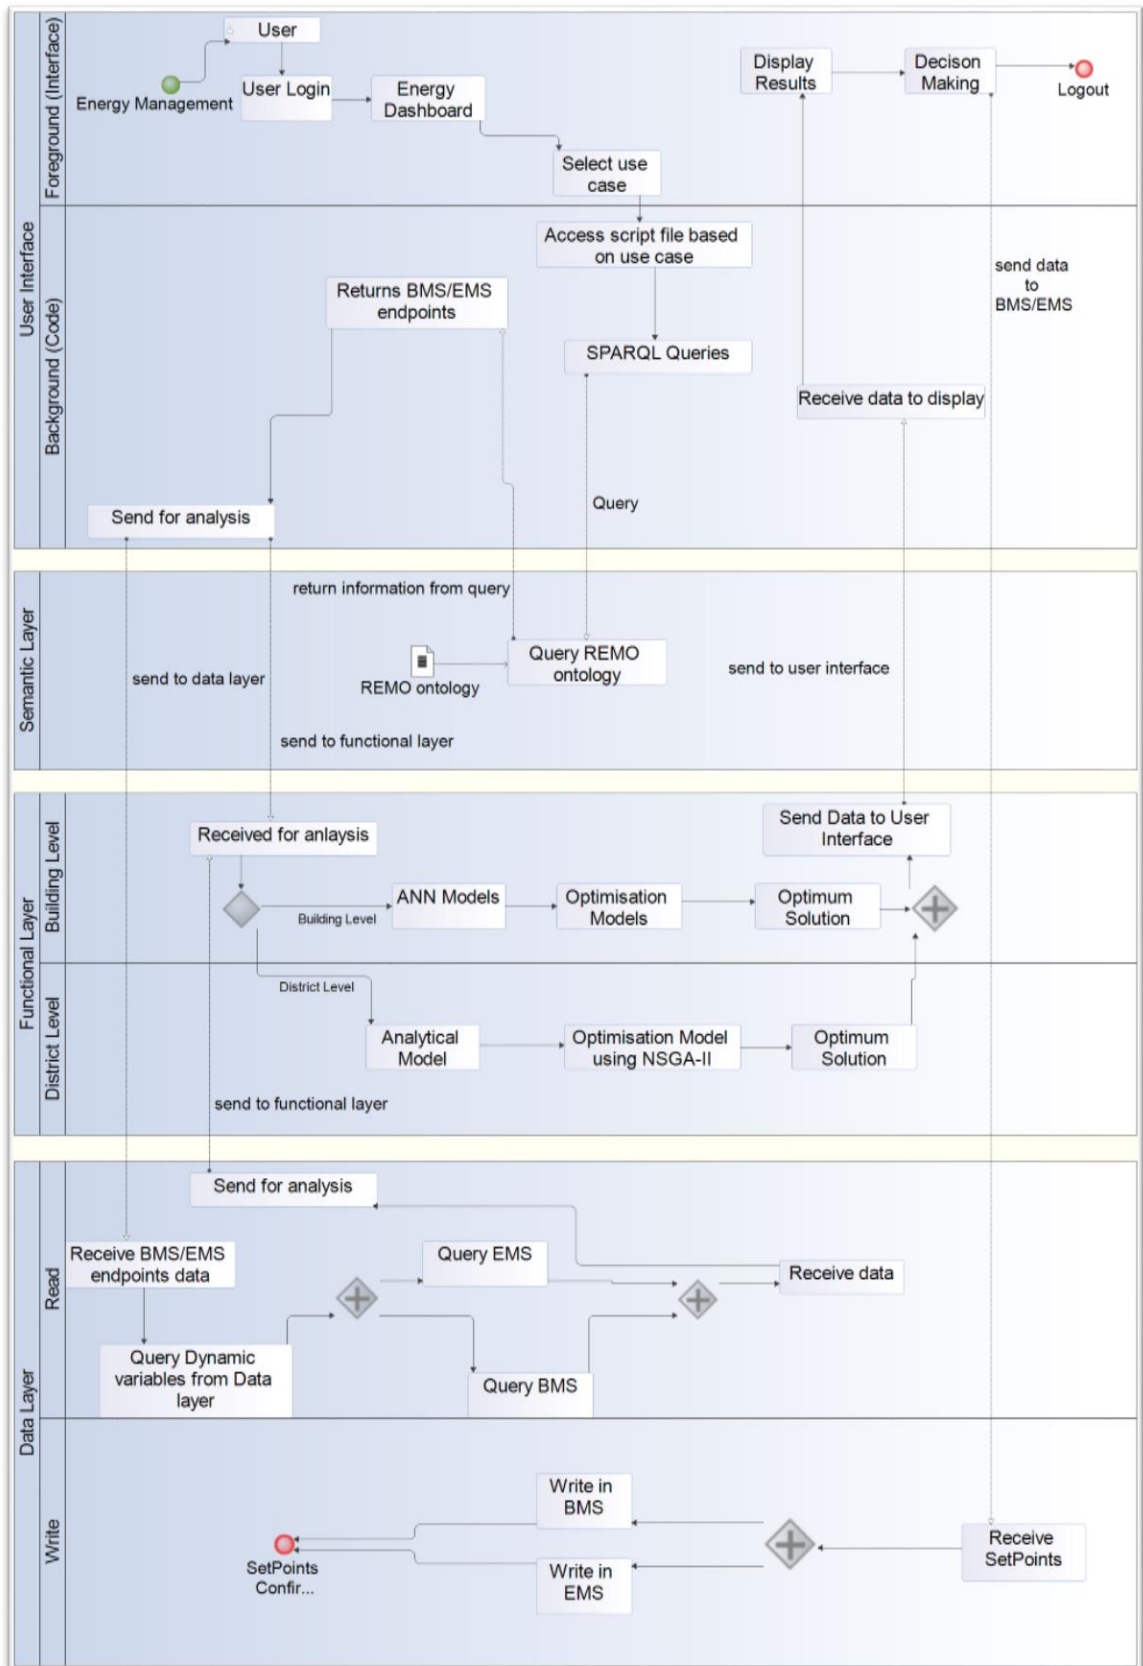 User Interface
Foreground (Interface)
User
Energy Management
User Login
Energy
Dashboard
Select use
case
Display
Results
Decison
Making
Logout
Background (Code)
Access script file based
on use case
Returns BMS/EMS
endpoints
SPARQL Queries
send data
to
BMS/EMS
Receive data to display
Query
Send for analysis
Semantic Layer
return information from query
Query REMO
ontology
REMO ontology
send to data layer
send to user interface
send to functional layer
Functional Layer
Building Level
Received for anlaysis
Send Data to User
Interface
Building Level
ANN Models
Optimisation
Models
Optimum
Solution
District Level
District Level
Analytical
Model
Optimisation Model
using NSGA-II
Optimum
Solution
send to functional layer
Data Layer
Read
Send for analysis
Receive BMS/EMS
endpoints data
Query EMS
Receive data
Query Dynamic
variables from Data
layer
Query BMS
Write
Write in
BMS
Receive
SetPoints
SetPoints
Confir...
Write in
EMS